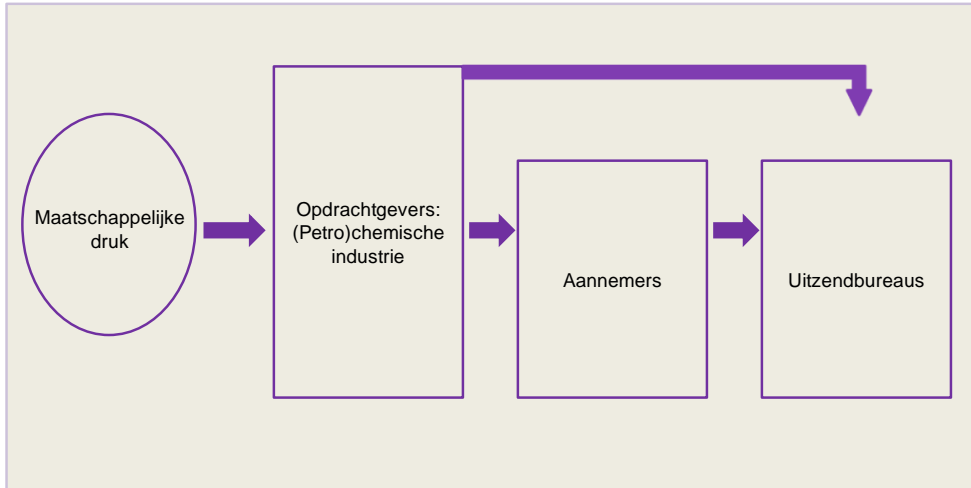 Maatschappelijke
druk
Opdrachtgevers:
(Petro)chemische
industrie
Aannemers
Uitzendbureaus